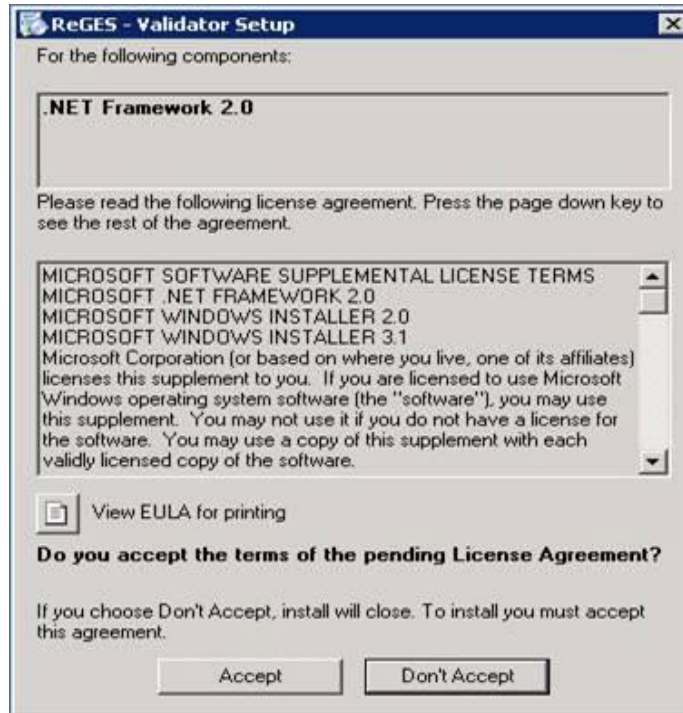 ReGES - Validator Setup
For the following components:
.NET Framework 2.0
Please read the following license agreement. Press the page down key to
see the rest of the agreement.
MICROSOFT SOFTWARE SUPPLEMENTAL LICENSE TERMS
MICROSOFT .NET FRAMEWORK 2.0
MICROSOFT WINDOWS INSTALLER 2.0
MICROSOFT WINDOWS INSTALLER 3.1
Microsoft Corporation (or based on where you live, one of its affiliates)
licenses this supplement to you.  If you are licensed to use Microsoft
Windows operating system software (the "software"), you may use
this supplement.  You may not use it if you do not have a license for
the software.  You may use a copy of this supplement with each
validly licensed copy of the software.
View EULA for printing
Do you accept the terms of the pending License Agreement?
If you choose Don't Accept, install will close. To install you must accept
this agreement.
Accept
Don't Accept